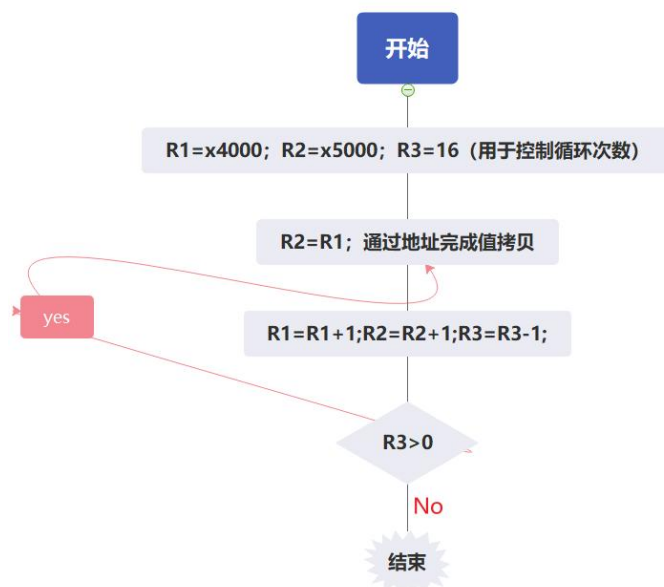 开始
R1=x4000；R2=x5000；R3=16（用于控制循环次数）
R2=R1；通过地址完成值拷贝
yes
R1=R1+1;R2=R2+1;R3=R3-1;
R3>0
No
结束